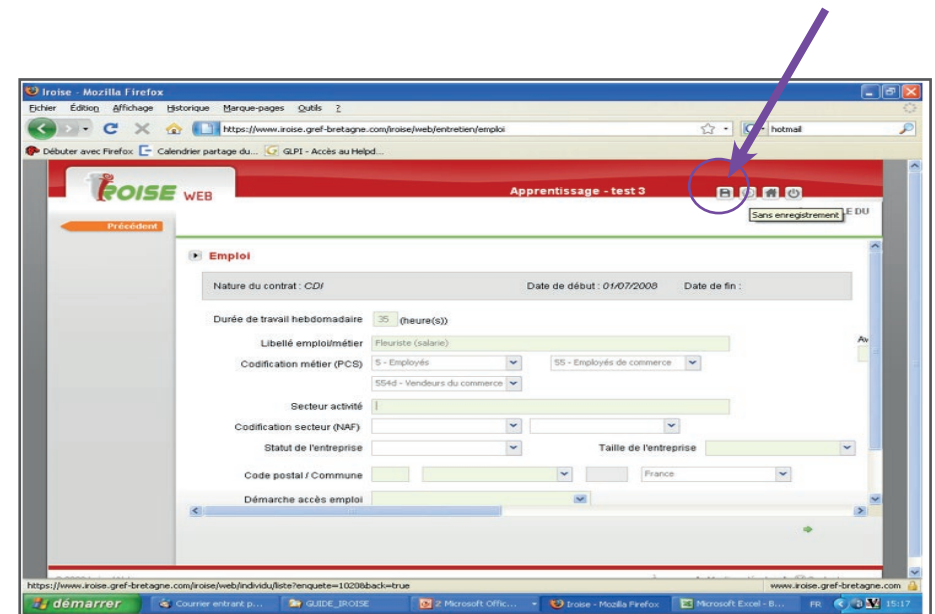 Iroise - Mozilla Firefox
Fichier Édition Affichage Historique Marque-pages Outils ?
https://www.iroise.gref-bretagne.com/iroise/web/entretien/emploi hotmail
Débuter avec Firefox Calendrier partage du... GLPI - Accès au Helpd...
IROISE WEB Apprentissage - test 3
Sans enregistrement LE DU
Précédent
Emploi
Nature du contrat : CDI Date de début : 01/07/2008 Date de fin :
Durée de travail hebdomadaire 35 (heure(s))
Libellé emploi/métier Fleuriste (salarie) Av
Codification métier (PCS) 5 - Employés 55 - Employés de commerce
554d - Vendeurs du commerce
Secteur activité
Codification secteur (NAF)
Statut de l'entreprise Taille de l'entreprise
Code postal / Commune France
Démarche accès emploi
https://www.iroise.gref-bretagne.com/iroise/web/individu/liste?enquete=1020&back=true www.iroise.gref-bretagne.com
démarrer Courrier entrant p... GUIDE_IROISE 2 Microsoft Offic... Iroise - Mozilla Firefox Microsoft Excel - B... FR 15:17